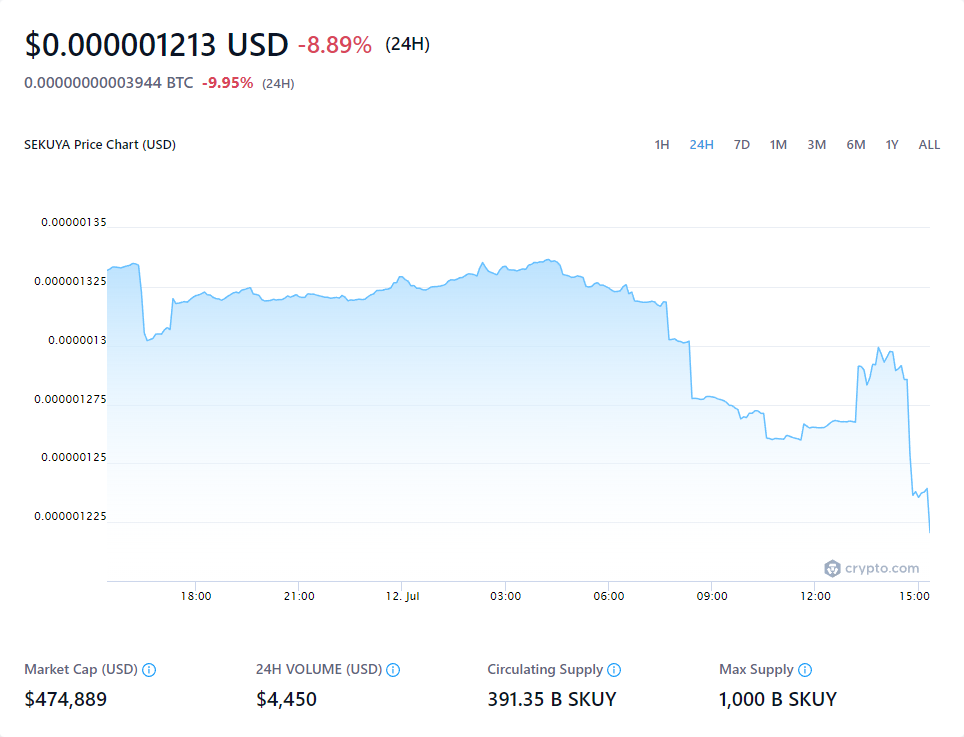 $0.000001213 USD -8.89% (24H)
0.00000000003944 BTC -9.95% (24H)
SEKUYA Price Chart (USD) 1H 24H 7D 1M 3M 6M 1Y ALL
0.00000135
0.000001325
0.0000013
0.000001275
0.00000125
0.000001225
crypto.com
18:00 21:00 12. Jul 03:00 06:00 09:00 12:00 15:00
Market Cap (USD) 24H VOLUME (USD) Circulating Supply Max Supply
$474,889 $4,450 391.35 B SKUY 1,000 B SKUY